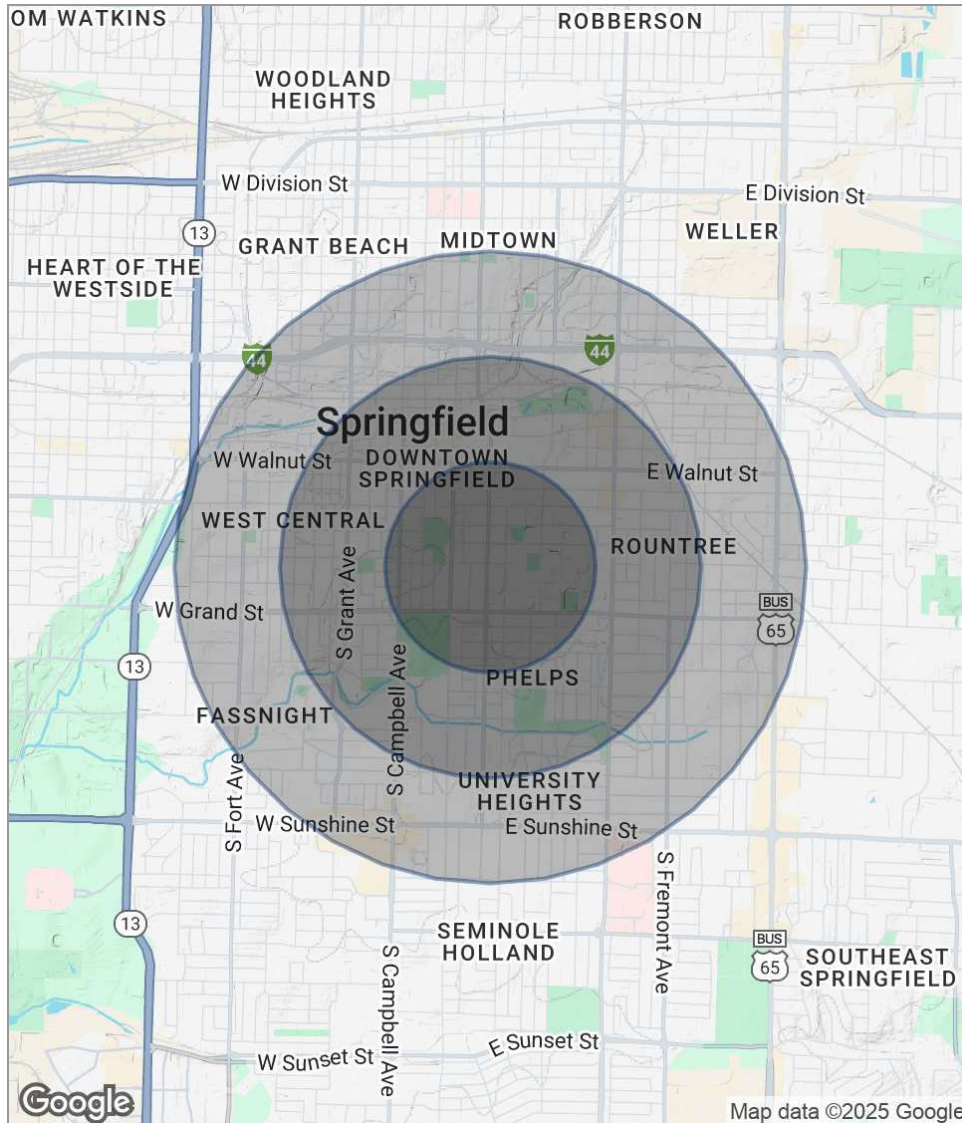 OM WATKINS
ROBBERSON
WOODLAND
HEIGHTS
W Division St
E Division St
13
GRANT BEACH
MIDTOWN
WELLER
HEART OF THE
WESTSIDE
44
44
Springfield
W Walnut St
DOWNTOWN
SPRINGFIELD
E Walnut St
WEST CENTRAL
ROUNTREE
S Grant Ave
W Grand St
BUS
65
13
S Campbell Ave
PHELPS
FASSNIGHT
UNIVERSITY
HEIGHTS
S Fort Ave
W Sunshine St
E Sunshine St
S Fremont Ave
13
SEMINOLE
HOLLAND
BUS
65
SOUTHEAST
SPRINGFIELD
S Campbell Ave
W Sunset St
E Sunset St
Google
Map data ©2025 Google